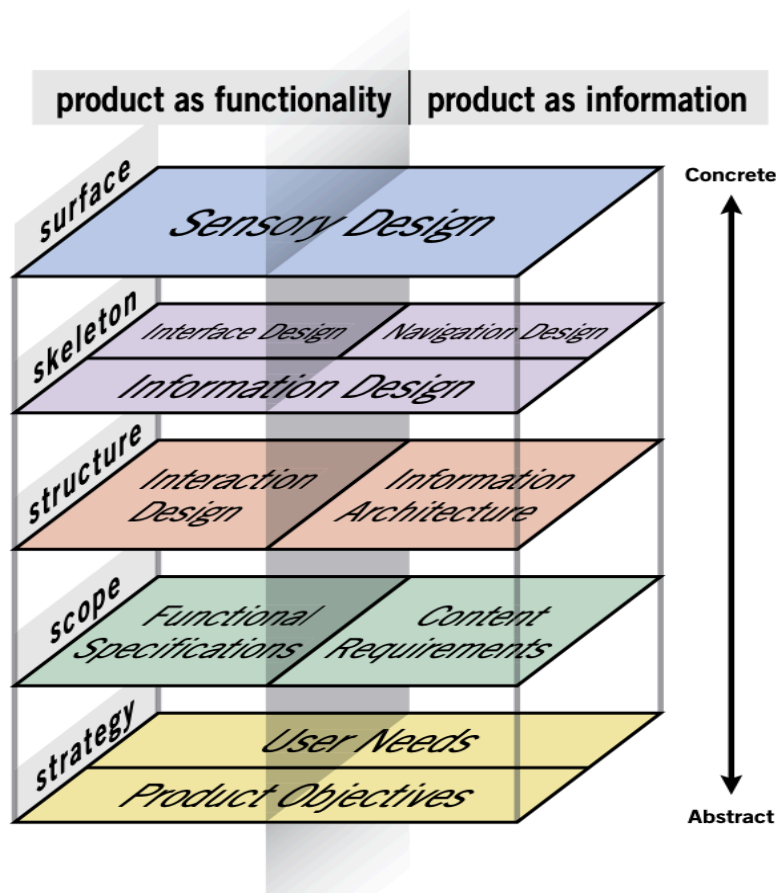 product as functionality
product as information
Concrete
surface
Sensory Design
skeleton
Interface Design
Navigation Design
Information Design
structure
Interaction
Design
Information
Architecture
scope
Functional
Specifications
Content
Requirements
strategy
User Needs
Product Objectives
Abstract